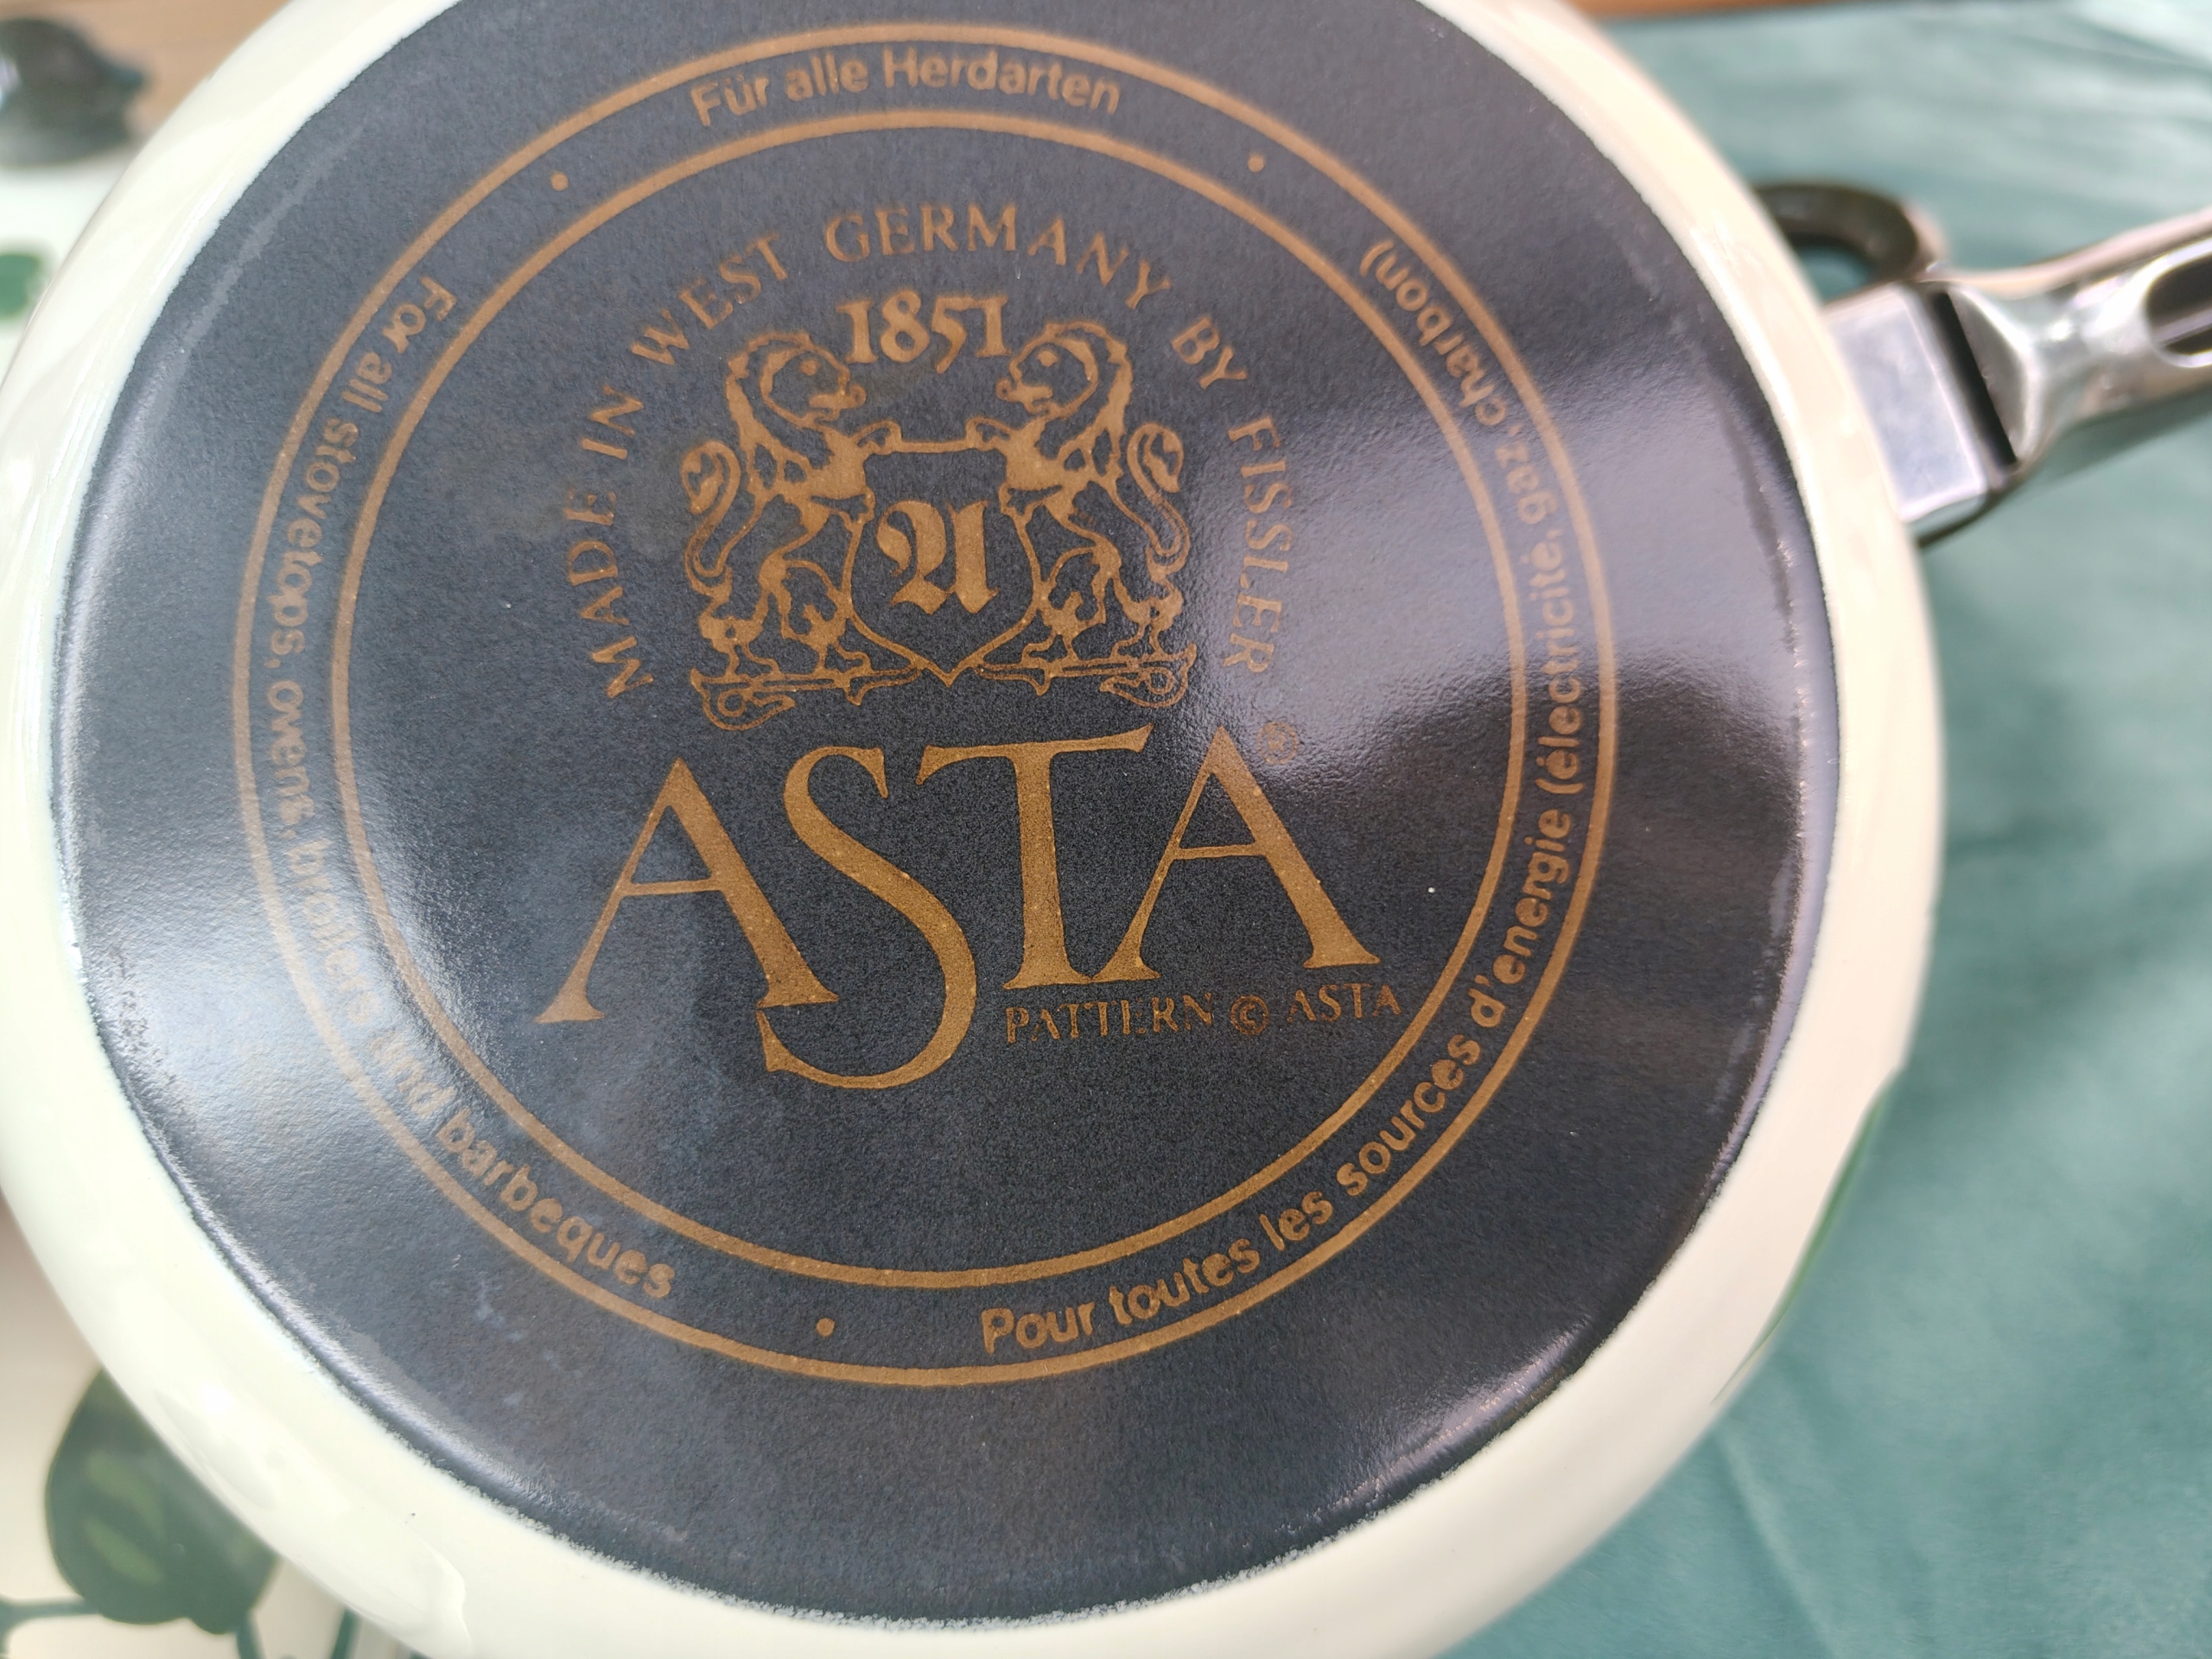 Für alle Herdarten
For all stovetops, ovens, broilers and barbeques
Pour toutes les sources d'energie (électricité, gaz, charbon)
MADE IN WEST GERMANY BY FISSLER
1851
A
ASTA ®
PATTERN © ASTA